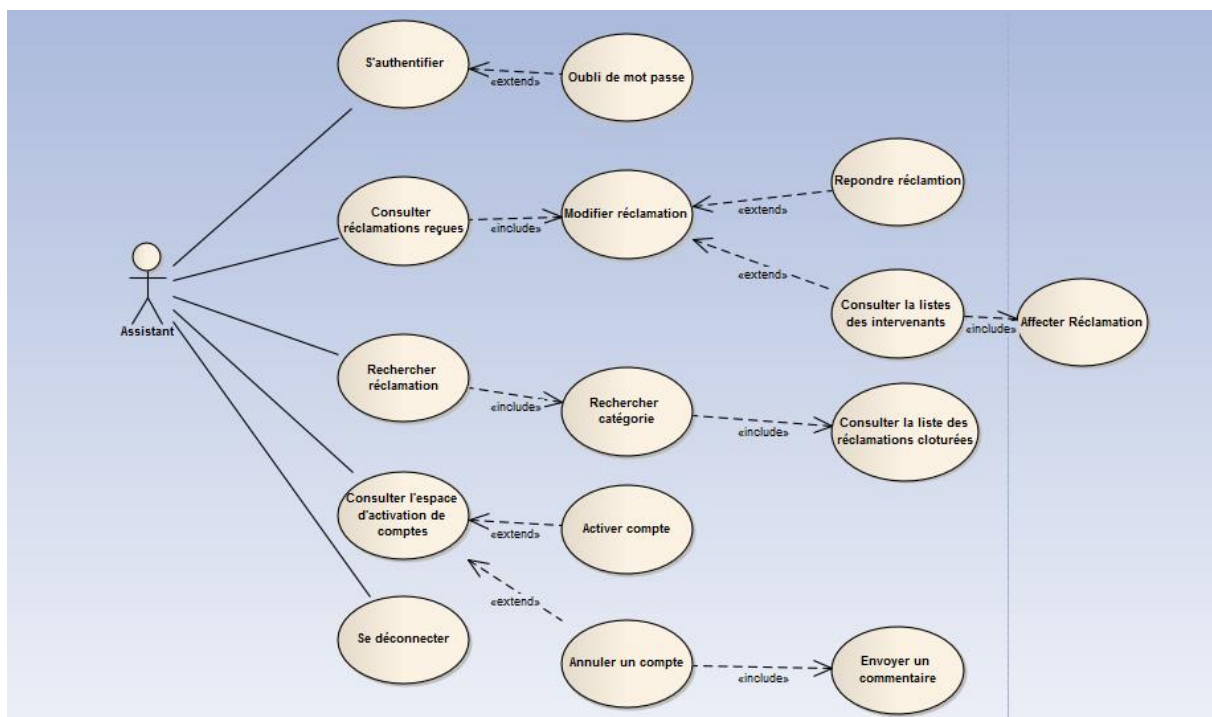 S'authentifier
«extend»
Oubli de mot passe
Consulter
réclamations reçues
«include»
Modifier réclamation
«extend»
Repondre réclamtion
«extend»
Consulter la listes
des intervenants
«include»
Affecter Réclamation
Assistant
Rechercher
réclamation
«include»
Rechercher
catégorie
«include»
Consulter la liste des
réclamations cloturées
Consulter l'espace
d'activation de
comptes
«extend»
Activer compte
«extend»
Se déconnecter
Annuler un compte
«include»
Envoyer un
commentaire